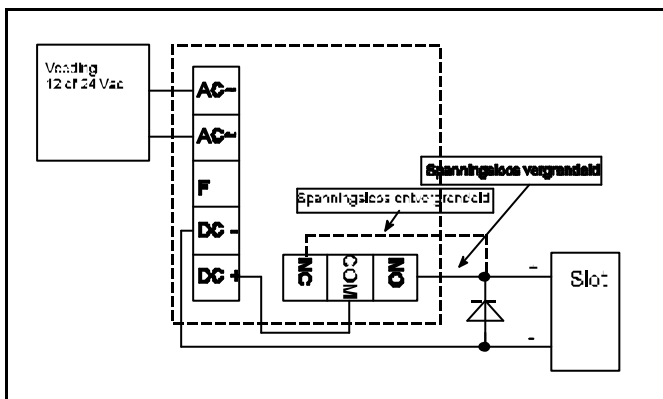 Voeding
12 of 24 Vac
AC~
AC~
F
DC -
DC +
NC
COM
NO
Spanningsloos vergrendeld
Spanningsloos ontvergrendeld
-
-
Slot